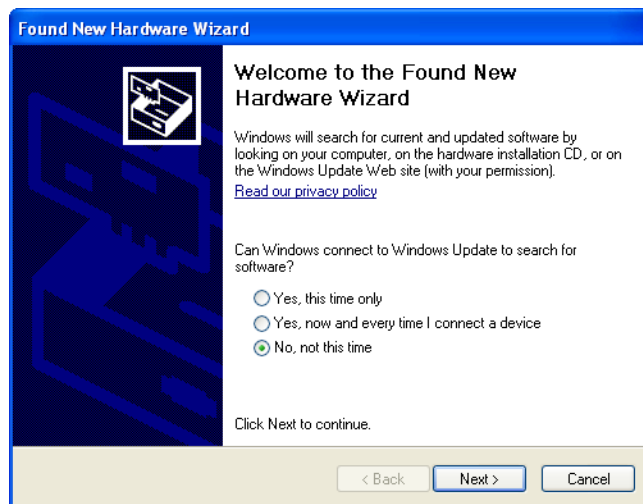 Found New Hardware Wizard
Welcome to the Found New
Hardware Wizard
Windows will search for current and updated software by
looking on your computer, on the hardware installation CD, or on
the Windows Update Web site (with your permission).
Read our privacy policy
Can Windows connect to Windows Update to search for
software?
Yes, this time only
Yes, now and every time I connect a device
No, not this time
Click Next to continue.
< Back
Next >
Cancel